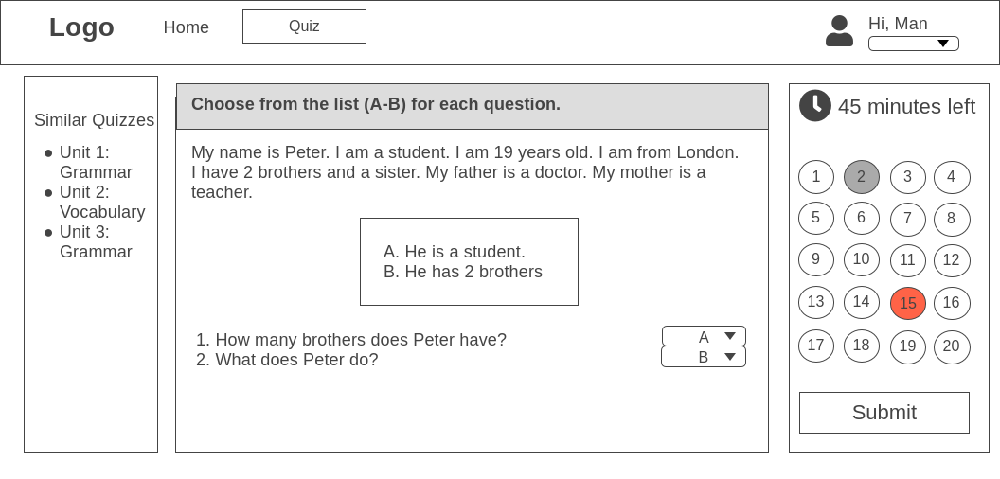 Logo
Home
Quiz
Hi, Man
Similar Quizzes
● Unit 1:
Grammar
● Unit 2:
Vocabulary
● Unit 3:
Grammar
Choose from the list (A-B) for each question.
My name is Peter. I am a student. I am 19 years old. I am from London.
I have 2 brothers and a sister. My father is a doctor. My mother is a
teacher.
A. He is a student.
B. He has 2 brothers
1. How many brothers does Peter have?
A
2. What does Peter do?
B
45 minutes left
1 2 3 4
5 6 7 8
9 10 11 12
13 14 15 16
17 18 19 20
Submit